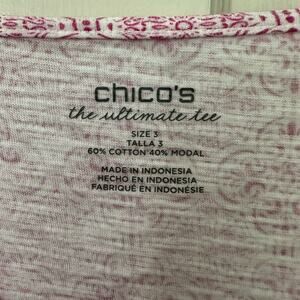 chico's
the ultimate tee
SIZE 3
TALLA 3
60% COTTON 40% MODAL
MADE IN INDONESIA
HECHO EN INDONESIA
FABRIQUÉ EN INDONÉSIE